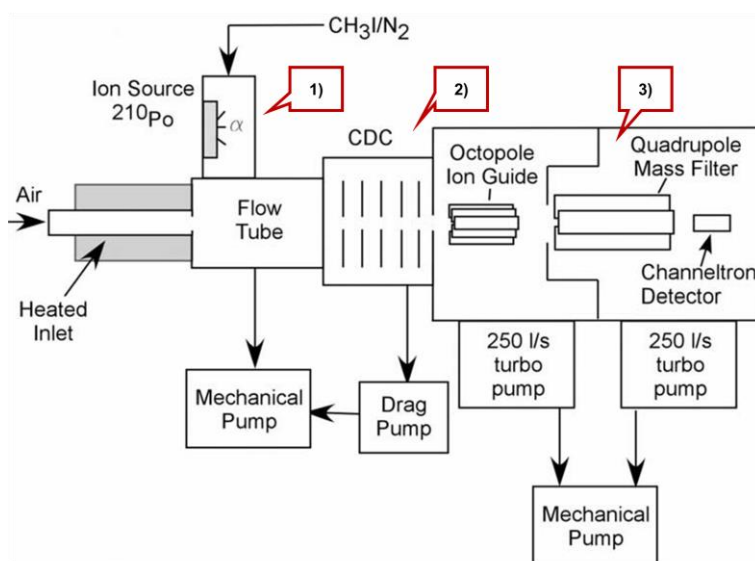 CH3I/N2
1)
Ion Source
210Po
α
2)
3)
CDC
Octopole
Ion Guide
Quadrupole
Mass Filter
Air
Flow
Tube
Channeltron
Detector
Heated
Inlet
Mechanical
Pump
Drag
Pump
250 l/s
turbo
pump
250 l/s
turbo
pump
Mechanical
Pump